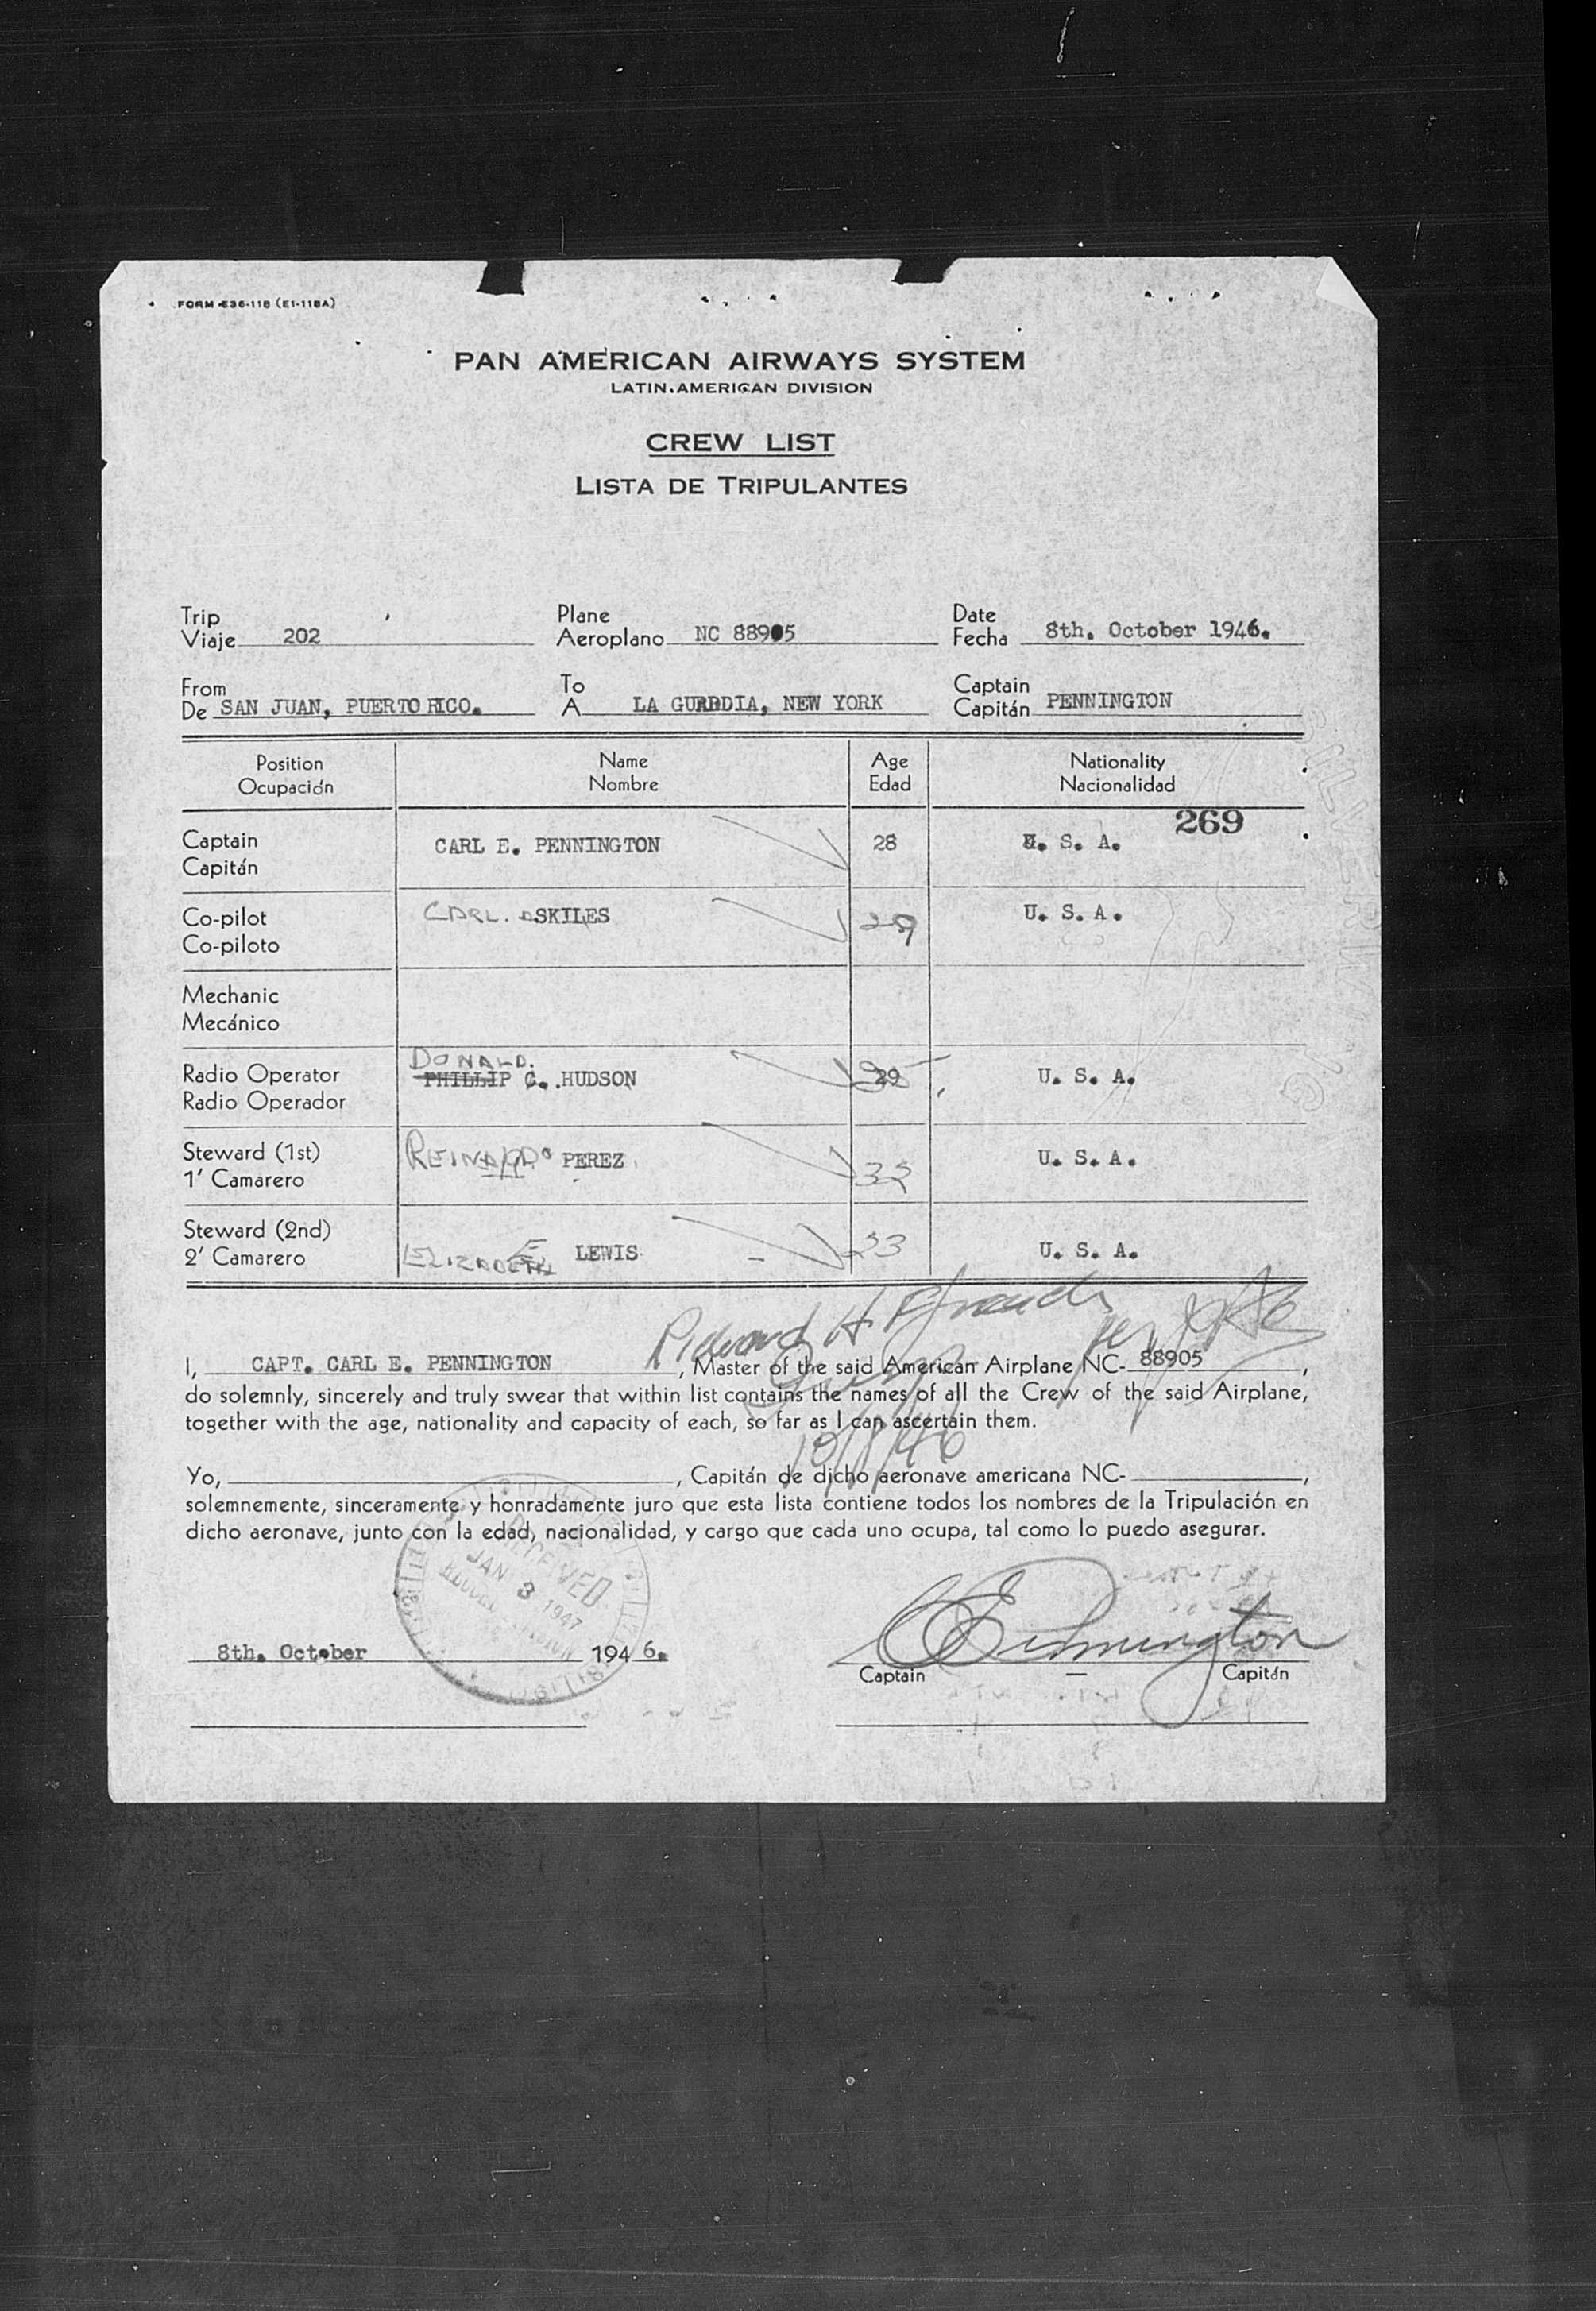 FORM E36-118 (E1-118A)
PAN AMERICAN AIRWAYS SYSTEM
LATIN AMERICAN DIVISION
CREW LIST
LISTA DE TRIPULANTES
Trip
Viaje 202
Plane
Aeroplano NC 88905
Date
Fecha 8th. October 1946.
From
De SAN JUAN, PUERTO RICO.
To
A LA GUARDIA, NEW YORK
Captain
Capitán PENNINGTON
Position Name Age Nationality
Ocupación Nombre Edad Nacionalidad
269
Captain CARL E. PENNINGTON 28 U. S. A.
Capitán
Co-pilot CARL. SKILES 29 U. S. A.
Co-piloto
Mechanic
Mecánico
DONALD.
Radio Operator PHILLIP C. HUDSON 29 U. S. A.
Radio Operador
Steward (1st) REINARDO PEREZ U. S. A.
1' Camarero
Steward (2nd) E
2' Camarero ELIZABETH LEWIS 23 U. S. A.
Richard H
I, CAPT. CARL E. PENNINGTON, Master of the said American Airplane NC- 88905,
do solemnly, sincerely and truly swear that within list contains the names of all the Crew of the said Airplane,
together with the age, nationality and capacity of each, so far as I can ascertain them.
10/8/46
Yo, , Capitán de dicho aeronave americana NC- ,
solemnemente, sinceramente y honradamente juro que esta lista contiene todos los nombres de la Tripulación en
dicho aeronave, junto con la edad, nacionalidad, y cargo que cada uno ocupa, tal como lo puedo asegurar.
RECEIVED
JAN 3 1947
8th. October 1946.
CE Pennington
Captain — Capitán